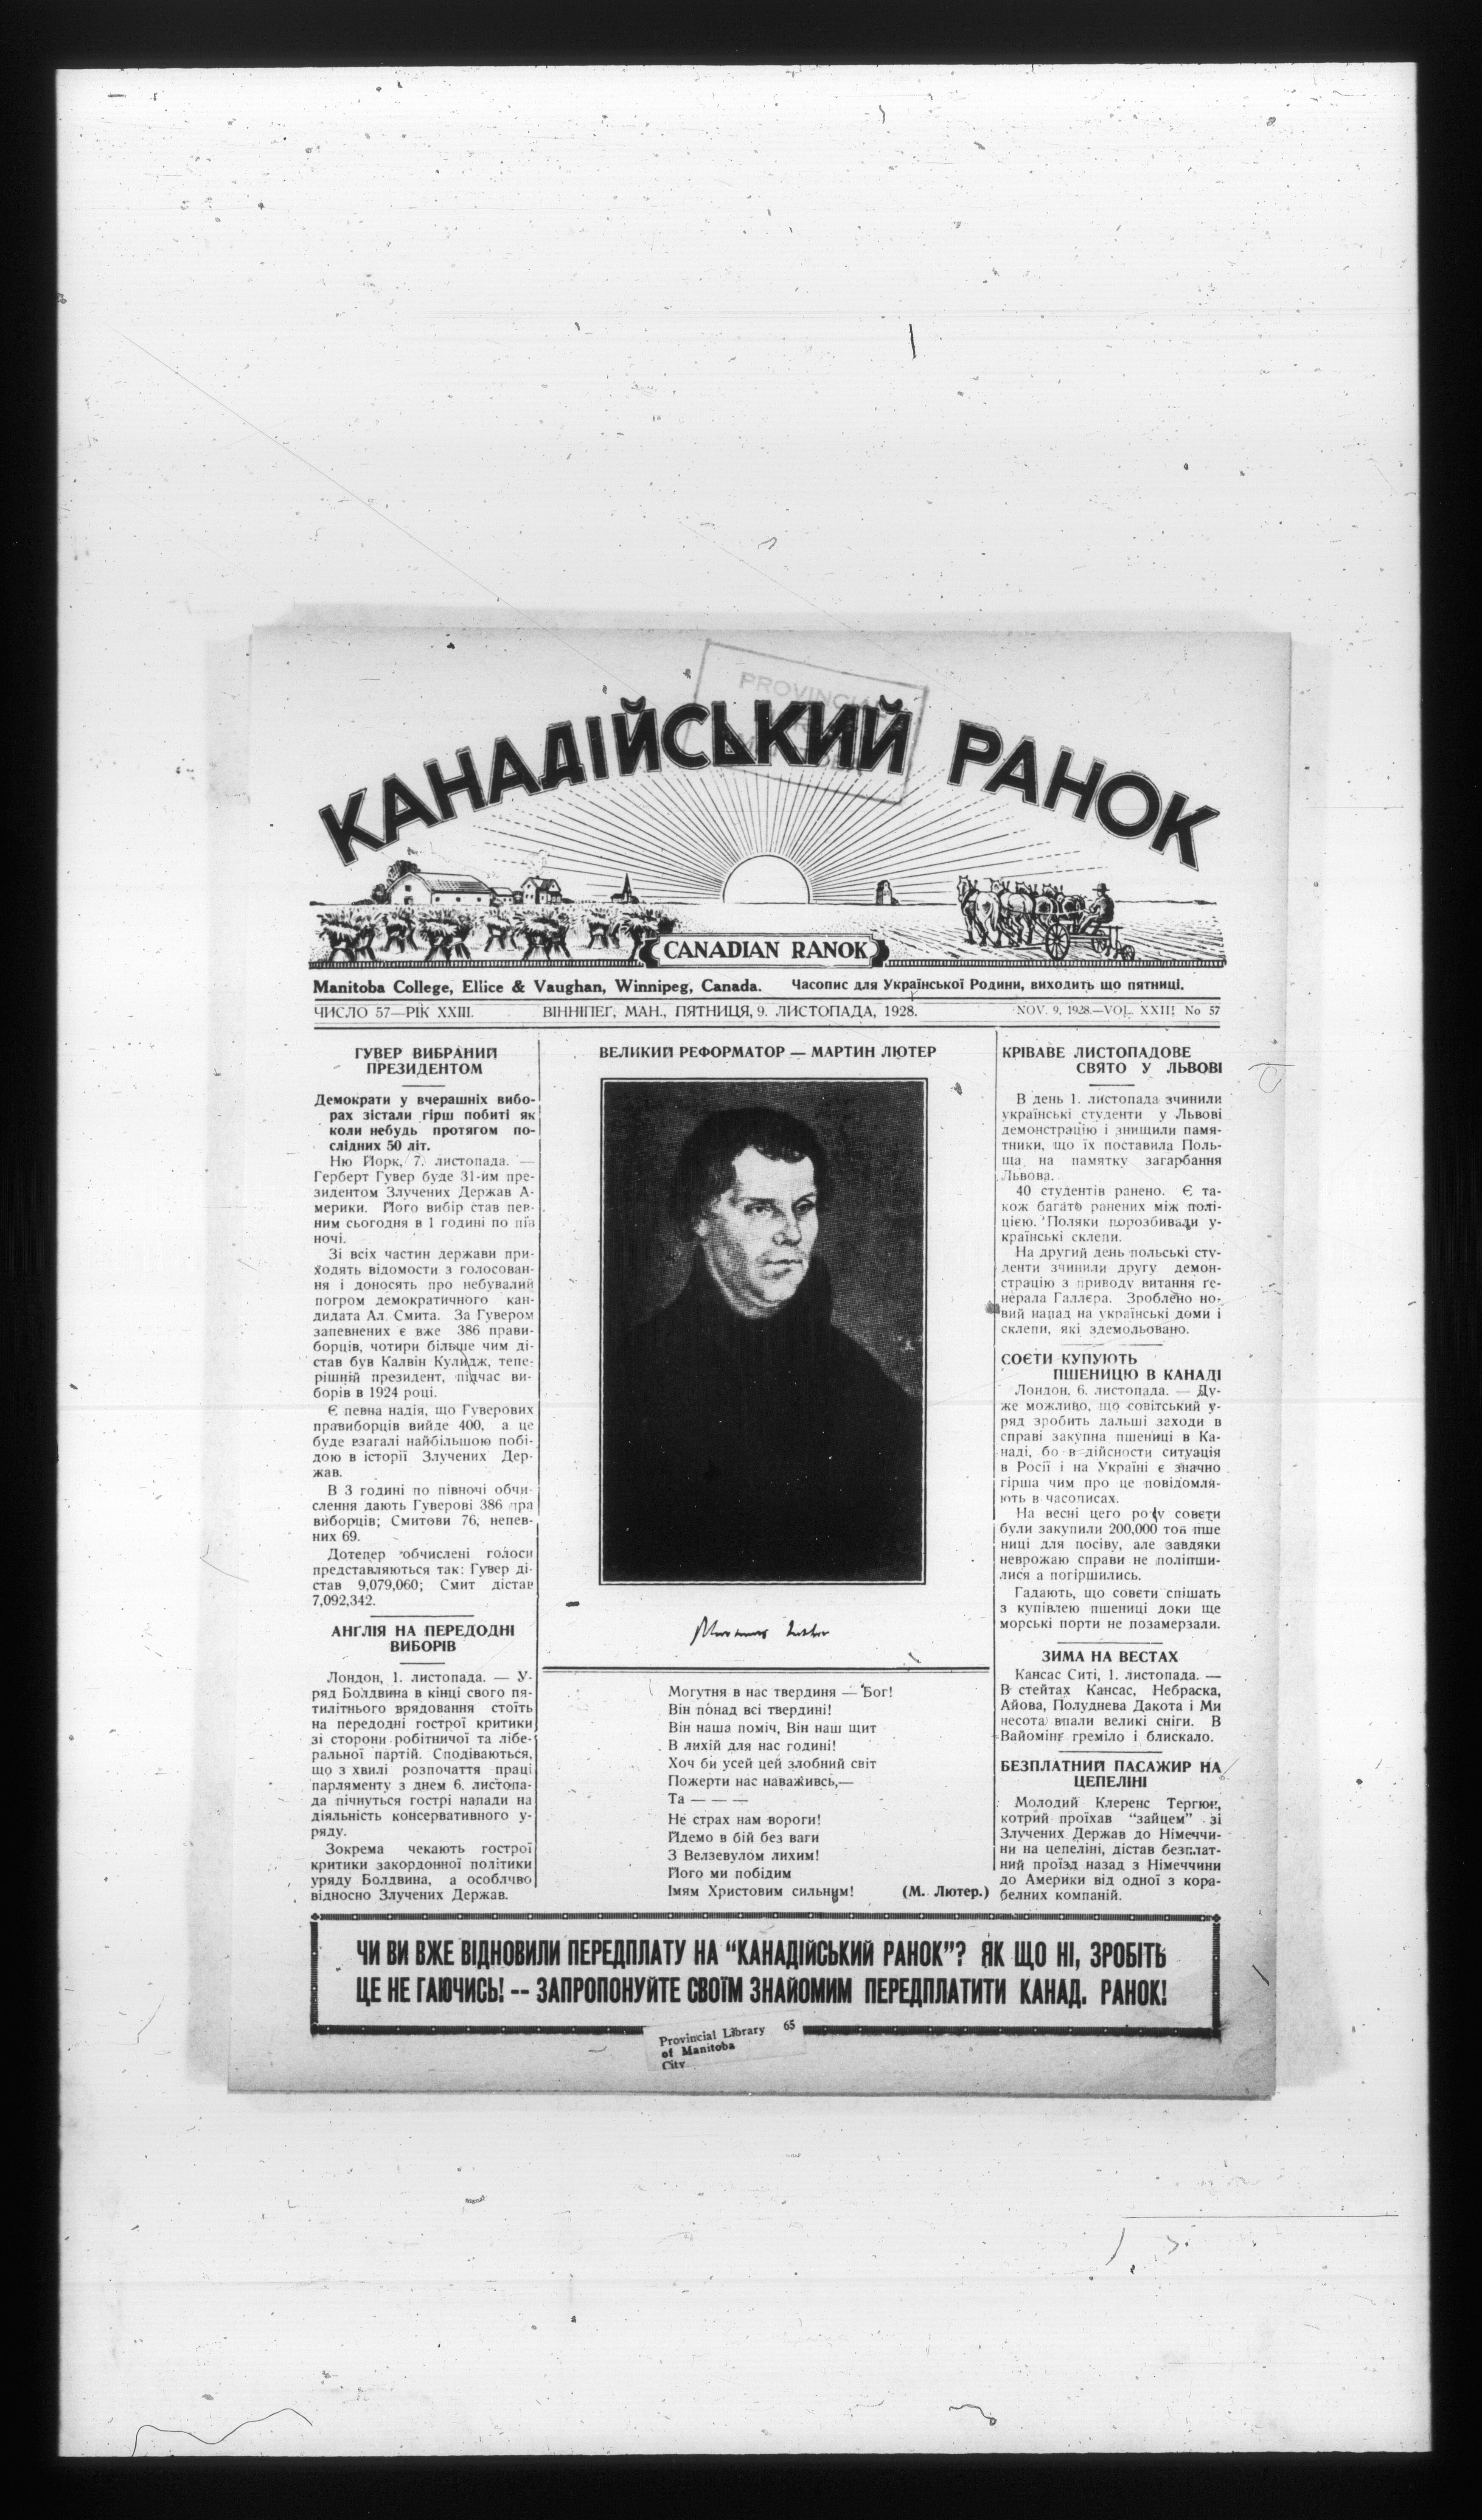 КАНАДІЙСЬКИЙ РАНОК
CANADIAN RANOK
Manitoba College, Ellice & Vaughan, Winnipeg, Canada. Часопис для Української Родини, виходить що пятниці.
ЧИСЛО 57—РІК XXIII. ВІННІПЕҐ, МАН., ПЯТНИЦЯ, 9. ЛИСТОПАДА, 1928. NOV. 9, 1928.—VOL. XXIII No 57
ГУВЕР ВИБРАНИЙ
ПРЕЗИДЕНТОМ
Демократи у вчерашніх вибо-
рах зістали гірш побиті як
коли небудь протягом по-
слідних 50 літ.
Ню Йорк, 7. листопада. —
Герберт Гувер буде 31-им пре-
зидентом Злучених Держав А-
мерики. Його вибір став пев-
ним сьогодня в 1 годині по пів
ночі.
Зі всіх частин держави при-
ходять відомости з голосован-
ня і доносять про небувалий
погром демократичного кан-
дидата Ал. Смита. За Гувером
запевнених є вже 386 прави-
борців, чотири більше чим ді-
став був Калвін Кулидж, тепе-
рішній президент, підчас ви-
борів в 1924 році.
Є певна надія, що Гуверових
правиборців вийде 400, а це
буде взагалі найбільшою побі-
дою в історії Злучених Дер-
жав.
В 3 годині по півночі обчи-
слення дають Гуверові 386 пра
виборців; Смитови 76, непев-
них 69.
Дотепер обчислені голоси
представляються так: Гувер ді-
став 9,079,060; Смит дістав
7,092,342.
АНГЛІЯ НА ПЕРЕДОДНІ
ВИБОРІВ
Лондон, 1. листопада. — У-
ряд Болдвина в кінці свого пя-
тилітнього врядовання стоїть
на передодні гострої критики
зі сторони робітничої та лібе-
ральної партій. Сподіваються,
що з хвилі розпочаття праці
парляменту з днем 6. листопа-
да пічнуться гострі напади на
діяльність консервативного у-
ряду.
Зокрема чекають гострої
критики закордонної політики
уряду Болдвина, а особливо
відносно Злучених Держав.
ВЕЛИКИЙ РЕФОРМАТОР — МАРТИН ЛЮТЕР
Могутня в нас твердиня — Бог!
Він понад всі твердині!
Він наша поміч, Він наш щит
В лихій для нас годині!
Хоч би усей цей злобний світ
Пожерти нас наваживсь,—
Та — — —
Не страх нам вороги!
Йдемо в бій без ваги
З Велзевулом лихим!
Його ми побідим
Імям Христовим сильним! (М. Лютер.)
КРІВАВЕ ЛИСТОПАДОВЕ
СВЯТО У ЛЬВОВІ
В день 1. листопада зчинили
українські студенти у Львові
демонстрацію і знищили памя-
тники, що їх поставила Поль-
ща на памятку загарбання
Львова.
40 студентів ранено. Є та-
кож багато ранених між полі-
цією. Поляки порозбивали у-
країнські склепи.
На другий день польські сту-
денти зчинили другу демон-
страцію з приводу витання ге-
нерала Галлєра. Зроблено но-
вий напад на українські доми і
склепи, які здемольовано.
СОЄТИ КУПУЮТЬ
ПШЕНИЦЮ В КАНАДІ
Лондон, 6. листопада. — Ду-
же можливо, що совітський у-
ряд зробить дальші заходи в
справі закупна пшениці в Ка-
наді, бо в дійсности ситуація
в Росії і на Україні є значно
гірша чим про це повідомля-
ють в часописах.
На весні цего року совєти
були закупили 200,000 тон пше
ниці для посіву, але завдяки
неврожаю справи не поліпши-
лися а погіршились.
Гадають, що совєти спішать
з купівлею пшениці доки ще
морські порти не позамерзали.
ЗИМА НА ВЕСТАХ
Кансас Ситі, 1. листопада. —
В стейтах Кансас, Небраска,
Айова, Полуднева Дакота і Ми
несота впали великі сніги. В
Вайомінг греміло і блискало.
БЕЗПЛАТНИЙ ПАСАЖИР НА
ЦЕПЕЛІНІ
Молодий Клеренс Тергюн,
котрий проїхав "зайцем" зі
Злучених Держав до Німеччи-
ни на цепеліні, дістав безплат-
ний проїзд назад з Німеччини
до Америки від одної з кора-
белних компаній.
ЧИ ВИ ВЖЕ ВІДНОВИЛИ ПЕРЕДПЛАТУ НА "КАНАДІЙСЬКИЙ РАНОК"? ЯК ЩО НІ, ЗРОБІТЬ
ЦЕ НЕ ГАЮЧИСЬ! -- ЗАПРОПОНУЙТЕ СВОЇМ ЗНАЙОМИМ ПЕРЕДПЛАТИТИ КАНАД. РАНОК!
Provincial Library 65
of Manitoba
City